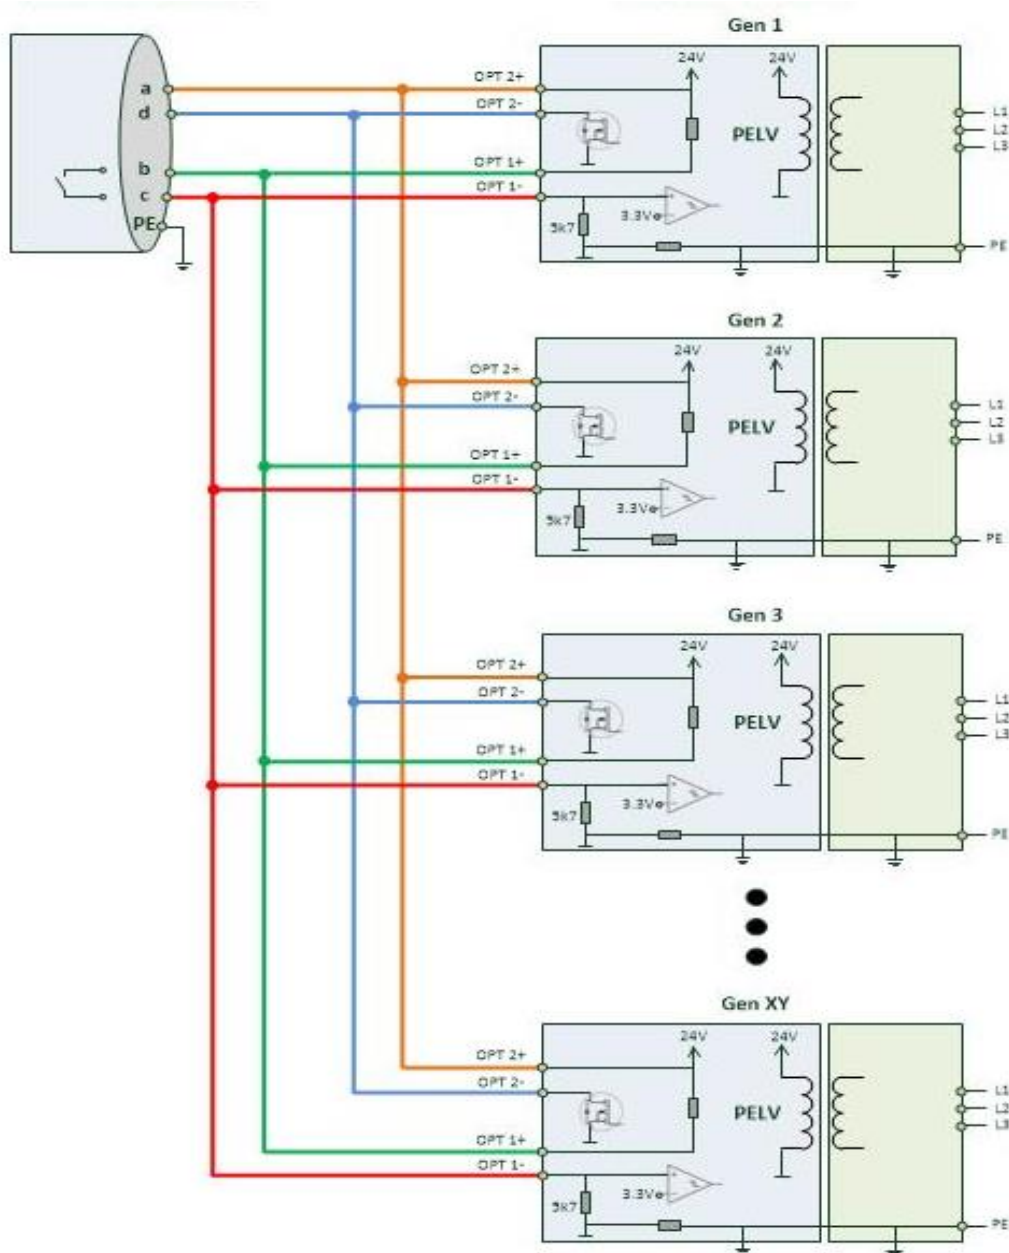 Gen 1
a
d
b
c
PE
OPT 2+
OPT 2-
OPT 1+
OPT 1-
24V
24V
PELV
3.3V
5k7
L1
L2
L3
PE
Gen 2
OPT 2+
OPT 2-
OPT 1+
OPT 1-
24V
24V
PELV
3.3V
5k7
L1
L2
L3
PE
Gen 3
OPT 2+
OPT 2-
OPT 1+
OPT 1-
24V
24V
PELV
3.3V
5k7
L1
L2
L3
PE
Gen XY
OPT 2+
OPT 2-
OPT 1+
OPT 1-
24V
24V
PELV
3.3V
5k7
L1
L2
L3
PE